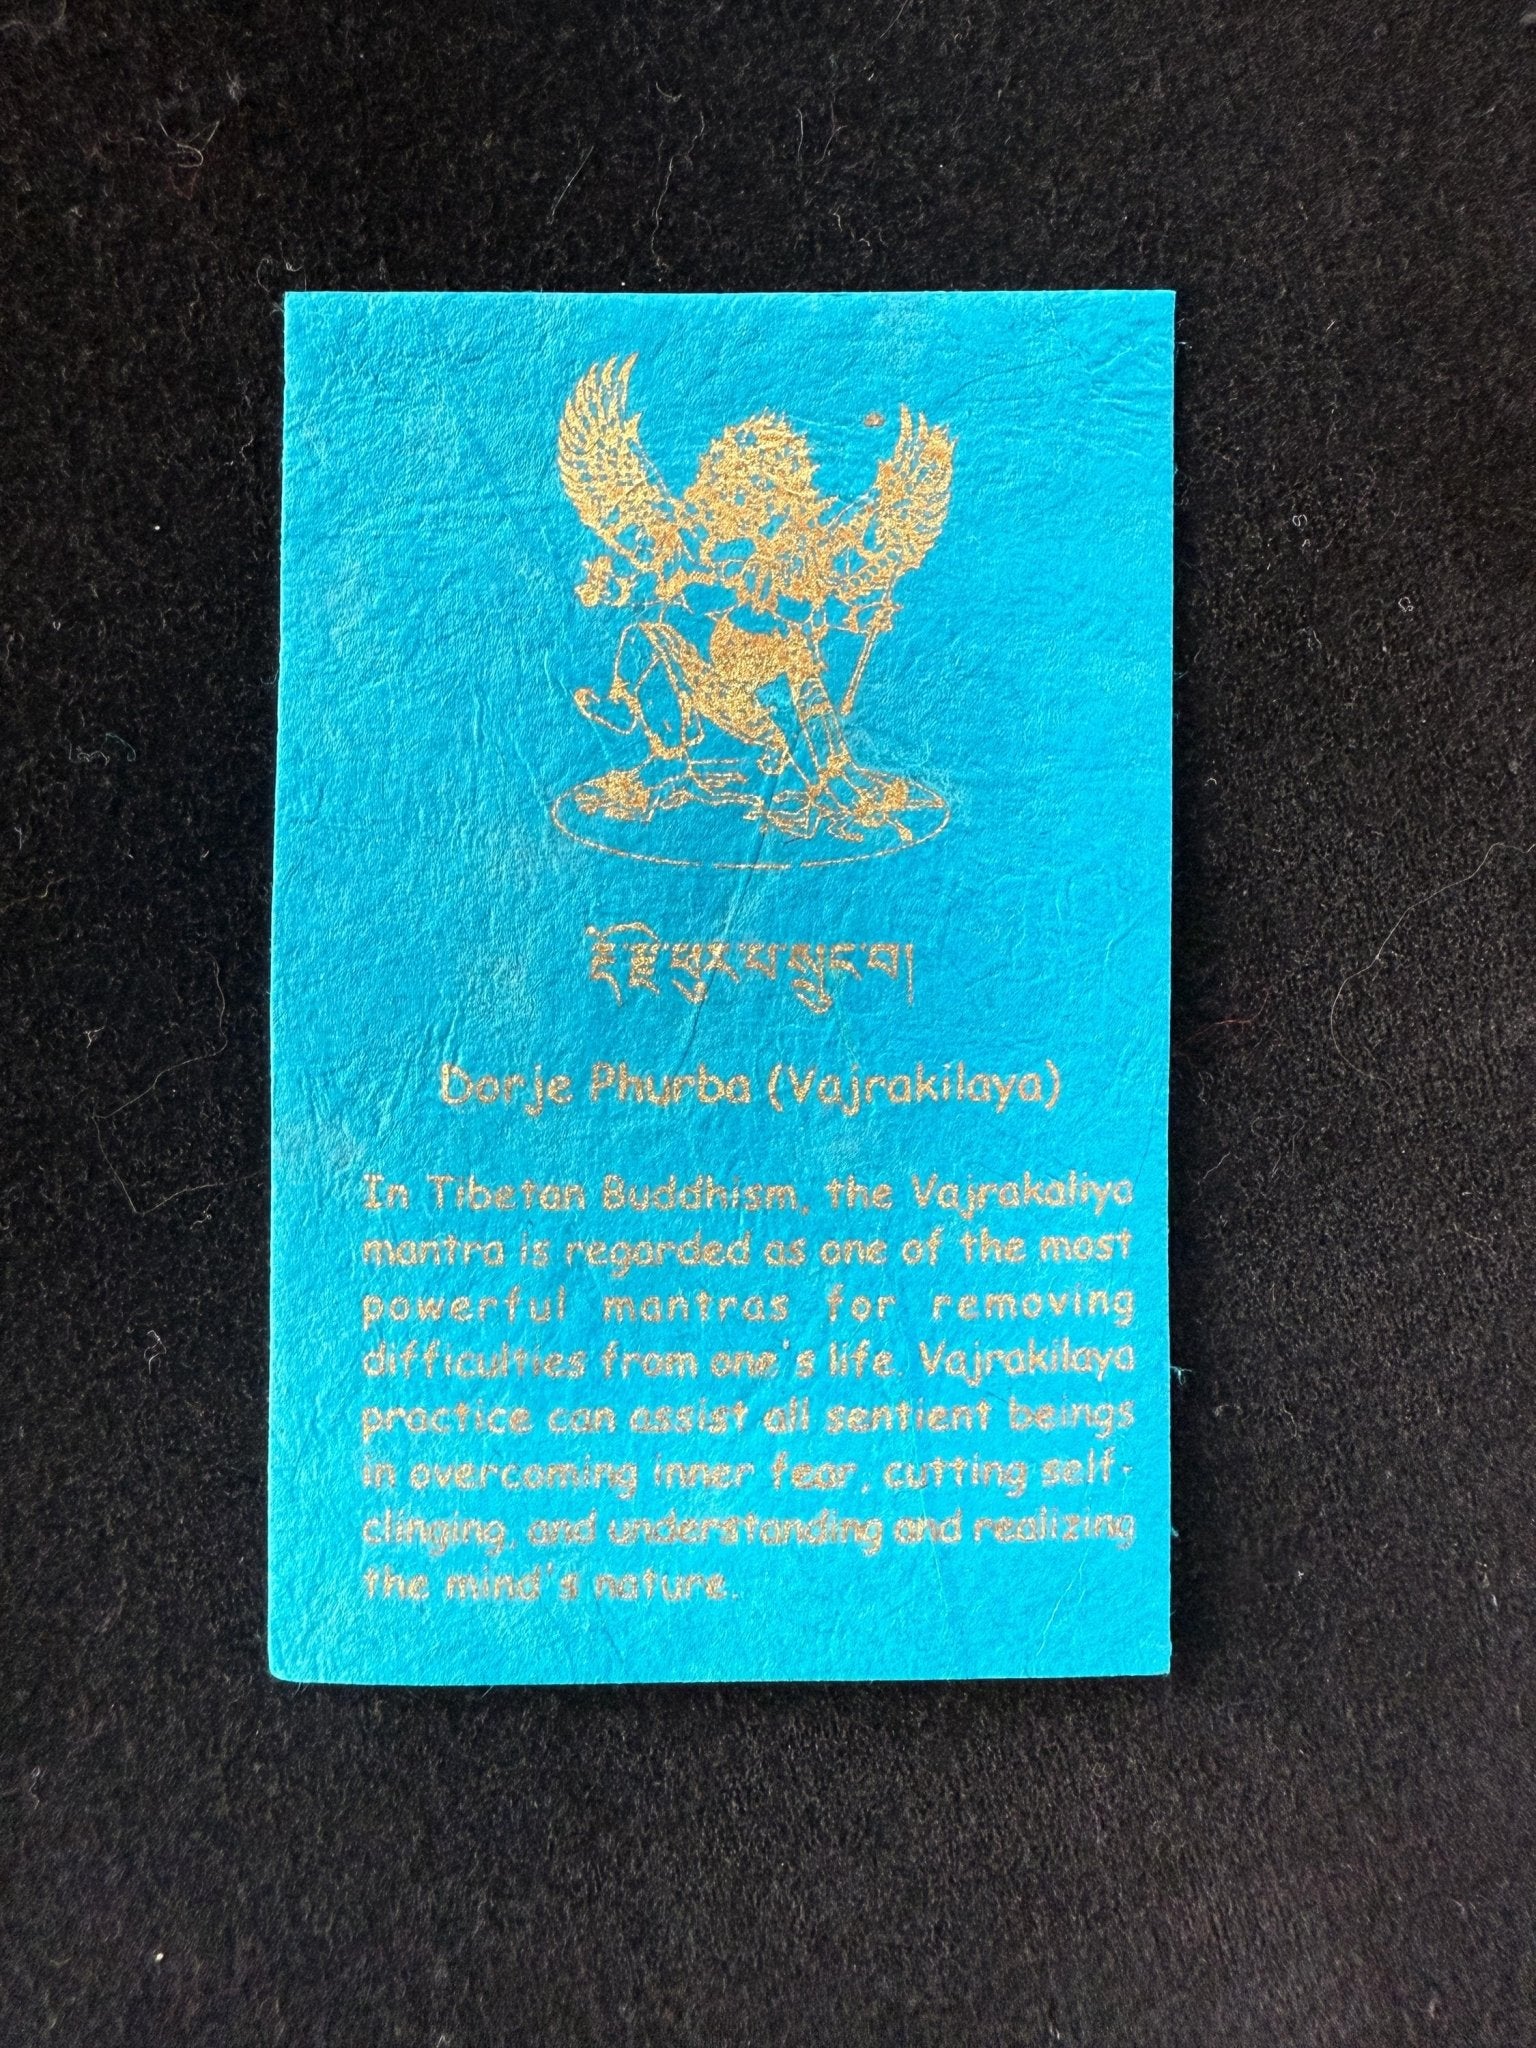 རྡོ་རྗེ་ཕུར་པ་སྲུང་བ།
Dorje Phurba (Vajrakilaya)
In Tibetan Buddhism, the Vajrakaliya
mantra is regarded as one of the most
powerful mantras for removing
difficulties from one's life. Vajrakilaya
practice can assist all sentient beings
in overcoming inner fear, cutting self-
clinging, and understanding and realizing
the mind's nature.